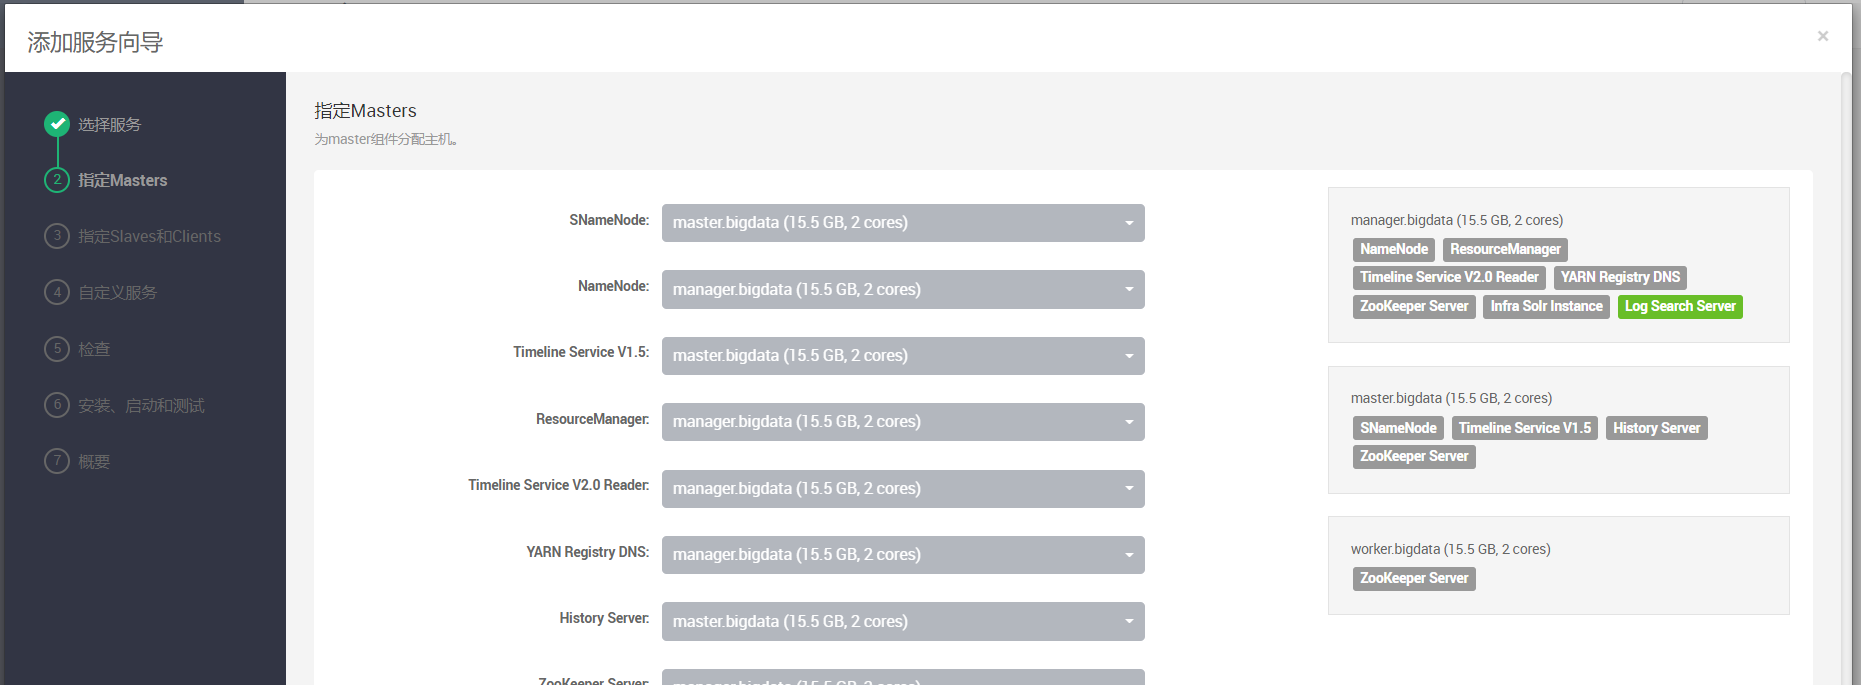 添加服务向导
×
选择服务
2 指定Masters
3 指定Slaves和Clients
4 自定义服务
5 检查
6 安装、启动和测试
7 概要
指定Masters
为master组件分配主机。
SNameNode: master.bigdata (15.5 GB, 2 cores)
NameNode: manager.bigdata (15.5 GB, 2 cores)
Timeline Service V1.5: master.bigdata (15.5 GB, 2 cores)
ResourceManager: manager.bigdata (15.5 GB, 2 cores)
Timeline Service V2.0 Reader: manager.bigdata (15.5 GB, 2 cores)
YARN Registry DNS: manager.bigdata (15.5 GB, 2 cores)
History Server: master.bigdata (15.5 GB, 2 cores)
ZooKeeper Server: manager.bigdata (15.5 GB, 2 cores)
manager.bigdata (15.5 GB, 2 cores)
NameNode ResourceManager
Timeline Service V2.0 Reader YARN Registry DNS
ZooKeeper Server Infra Solr Instance Log Search Server
master.bigdata (15.5 GB, 2 cores)
SNameNode Timeline Service V1.5 History Server
ZooKeeper Server
worker.bigdata (15.5 GB, 2 cores)
ZooKeeper Server